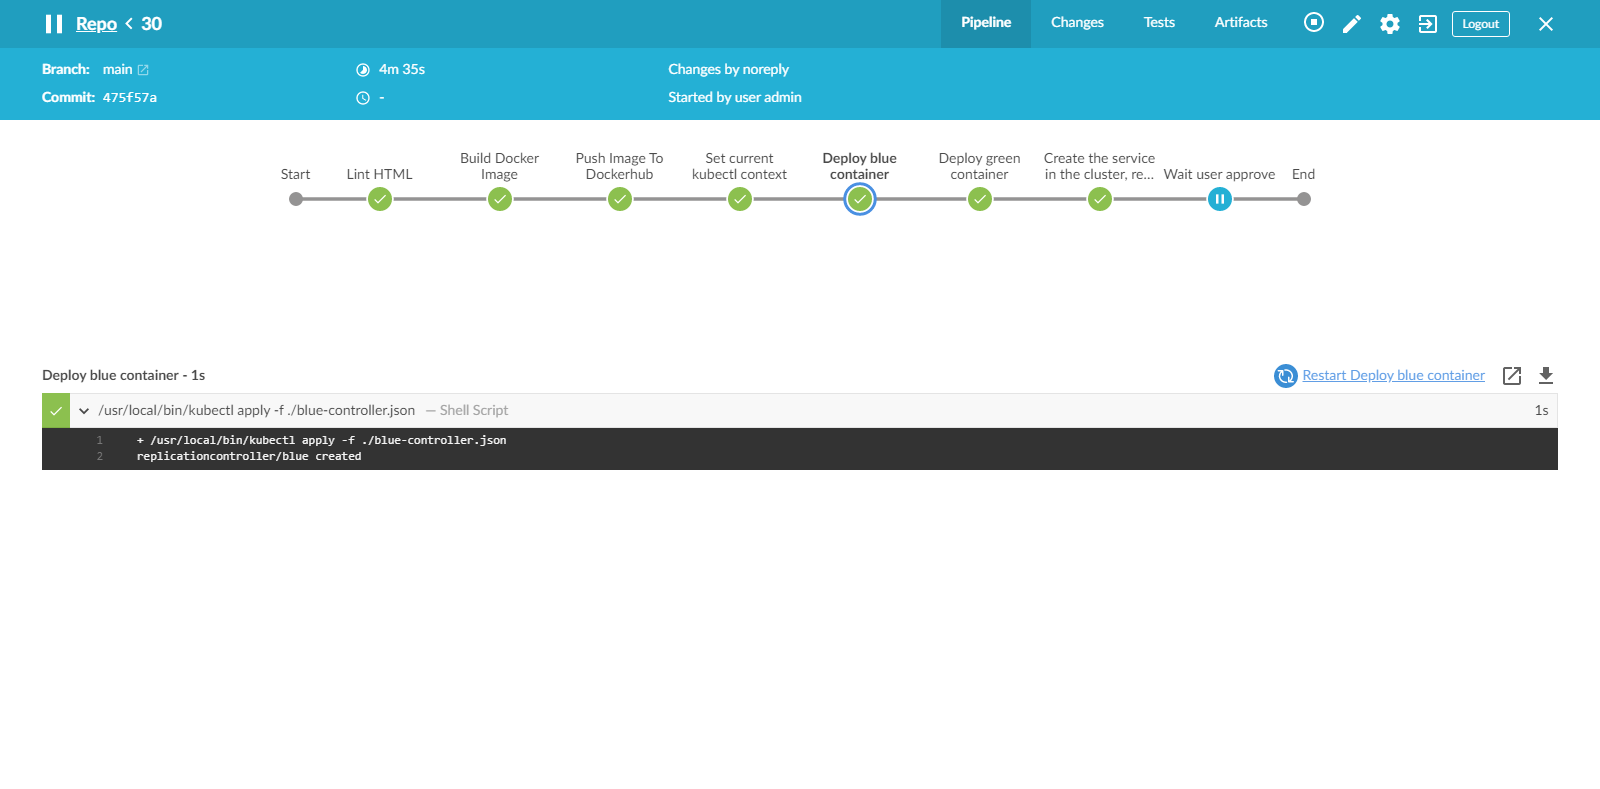 Repo < 30
Pipeline
Changes
Tests
Artifacts
Logout
Branch: main
4m 35s
Changes by noreply
Commit: 475f57a
-
Started by user admin
Start
Lint HTML
Build Docker
Image
Push Image To
Dockerhub
Set current
kubectl context
Deploy blue
container
Deploy green
container
Create the service
in the cluster, re...
Wait user approve
End
Deploy blue container - 1s
Restart Deploy blue container
/usr/local/bin/kubectl apply -f ./blue-controller.json — Shell Script
1s
1 + /usr/local/bin/kubectl apply -f ./blue-controller.json
2 replicationcontroller/blue created